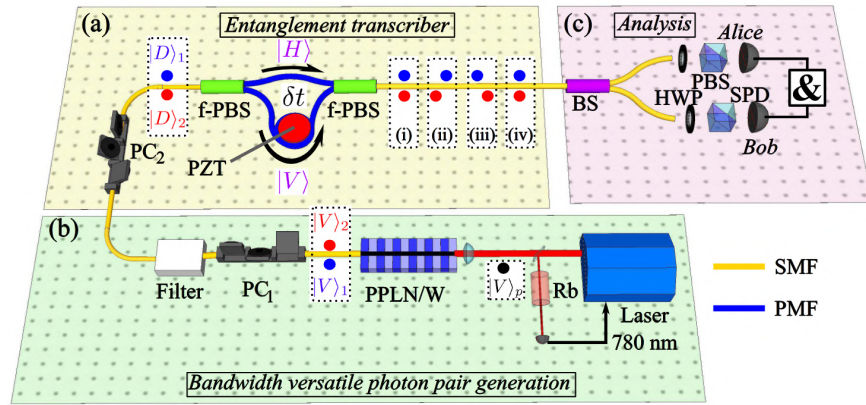 (a)
Entanglement transcriber
|H⟩
|D⟩1
|D⟩2
f-PBS
δt
f-PBS
PZT
|V⟩
PC2
(i)
(ii)
(iii)
(iv)
(c)
Analysis
Alice
PBS
BS
HWP
SPD
&
Bob
(b)
|V⟩2
|V⟩1
Filter
PC1
PPLN/W
|V⟩p
Rb
Laser
780 nm
Bandwidth versatile photon pair generation
SMF
PMF